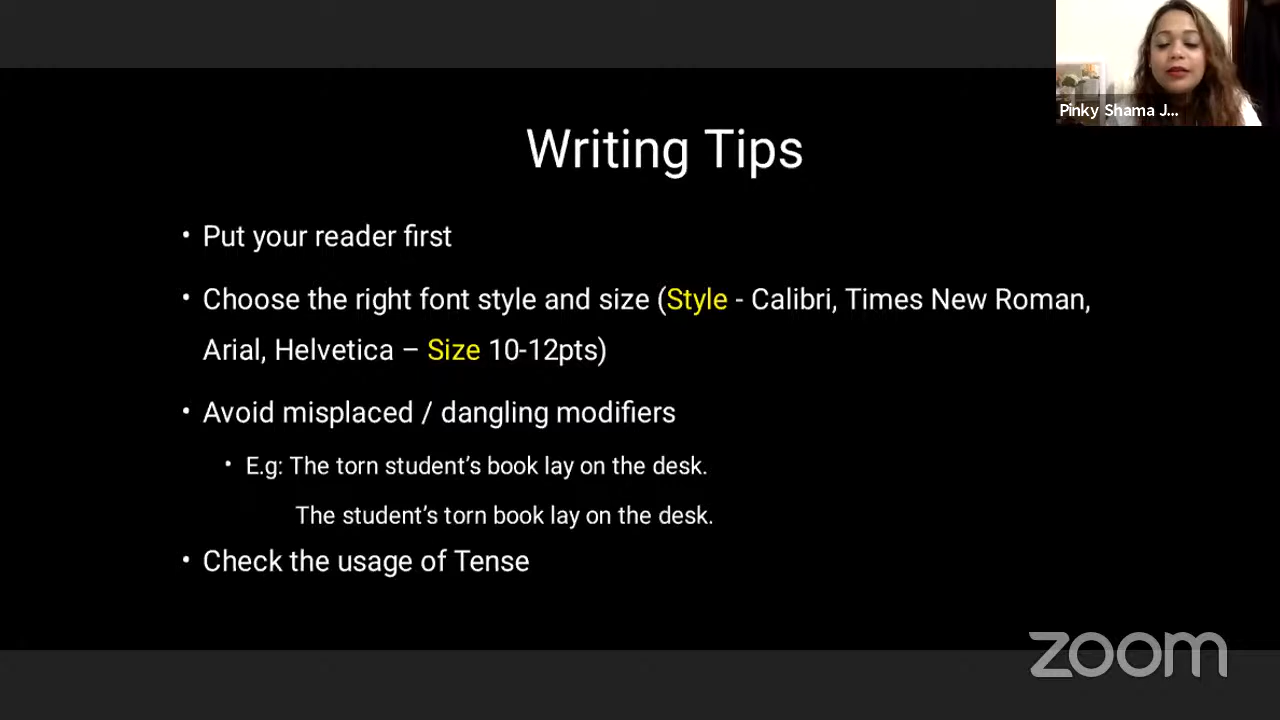 Pinky Shama J...
Writing Tips
• Put your reader first
• Choose the right font style and size (Style - Calibri, Times New Roman,
Arial, Helvetica – Size 10-12pts)
• Avoid misplaced / dangling modifiers
• E.g: The torn student’s book lay on the desk.
The student’s torn book lay on the desk.
• Check the usage of Tense
zoom